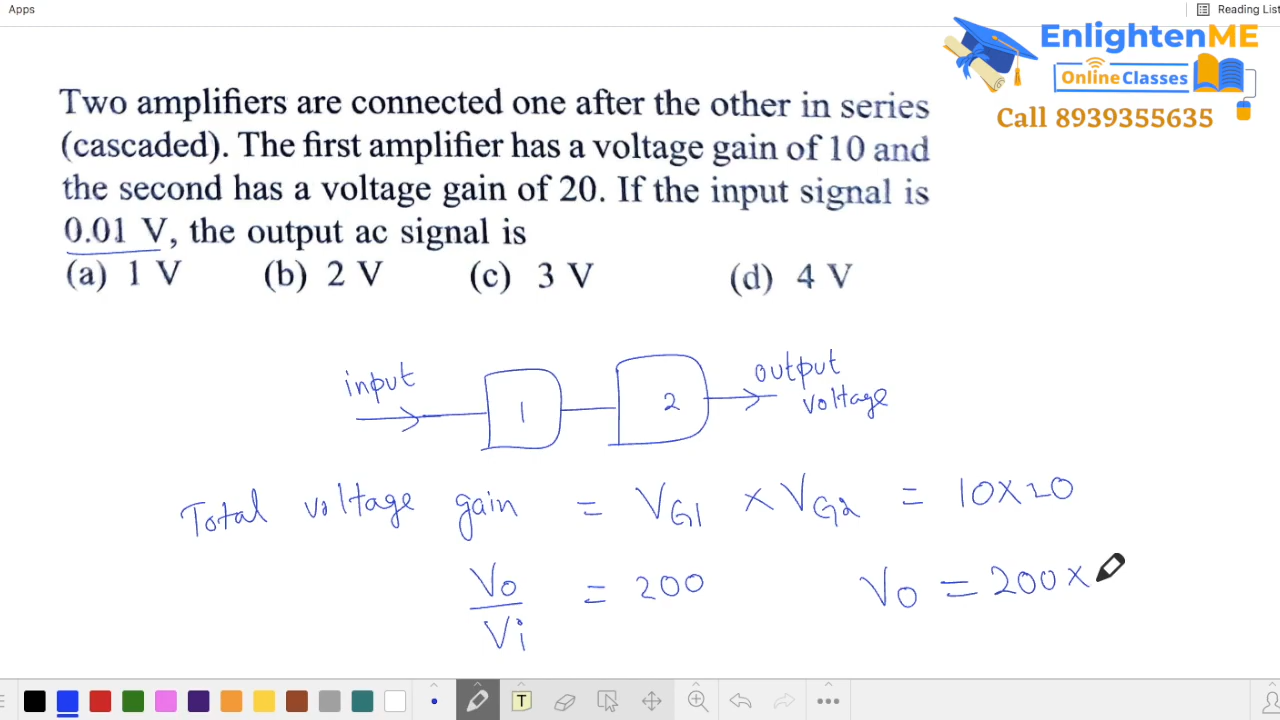 Apps
Reading List
EnlightenME
OnlineClasses
Call 8939355635
Two amplifiers are connected one after the other in series
(cascaded). The first amplifier has a voltage gain of 10 and
the second has a voltage gain of 20. If the input signal is
0.01 V, the output ac signal is
(a) 1 V (b) 2 V (c) 3 V (d) 4 V
input 1 2 output
voltage
Total voltage gain = VG1 × VG2 = 10×20
Vo/Vi = 200 Vo = 200×
T